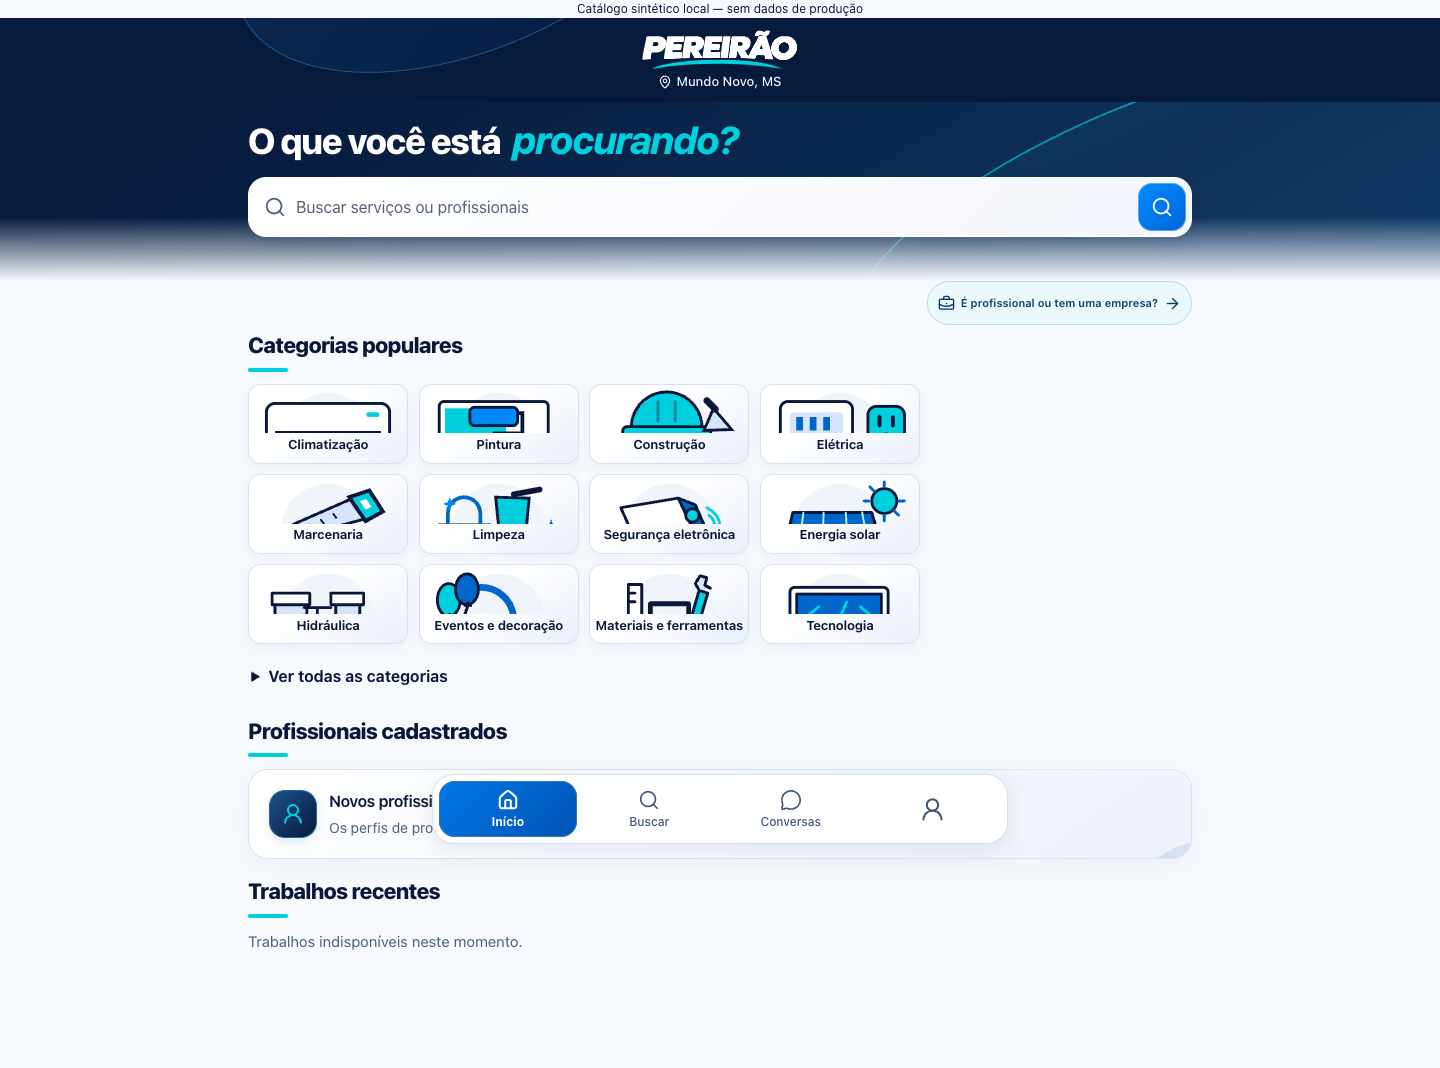 Catálogo sintético local — sem dados de produção
PEREIRÃO
Mundo Novo, MS
O que você está procurando?
Buscar serviços ou profissionais
É profissional ou tem uma empresa?
Categorias populares
Climatização
Pintura
Construção
Elétrica
Marcenaria
Limpeza
Segurança eletrônica
Energia solar
Hidráulica
Eventos e decoração
Materiais e ferramentas
Tecnologia
Ver todas as categorias
Profissionais cadastrados
Novos profissi
Os perfis de pro
Início
Buscar
Conversas
Trabalhos recentes
Trabalhos indisponíveis neste momento.